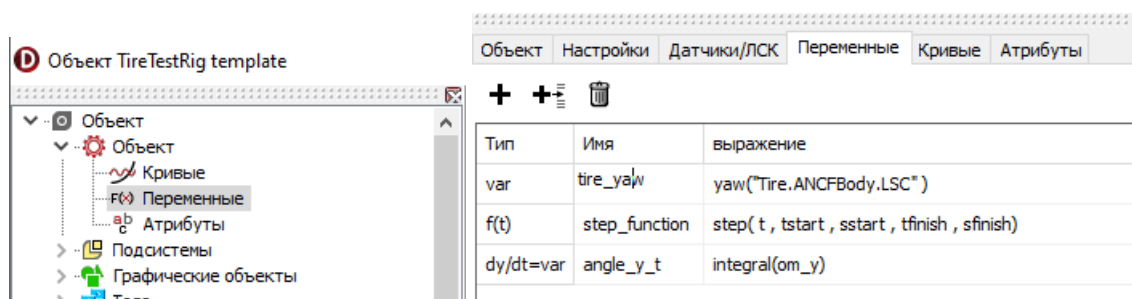 Объект TireTestRig template
Объект
Объект
Кривые
F(x) Переменные
a b c Атрибуты
Подсистемы
Графические объекты
Объект Настройки Датчики/ЛСК Переменные Кривые Атрибуты
Тип Имя выражение
var tire_yaw yaw("Tire.ANCFBody.LSC" )
f(t) step_function step( t , tstart , sstart , tfinish , sfinish)
dy/dt=var angle_y_t integral(om_y)